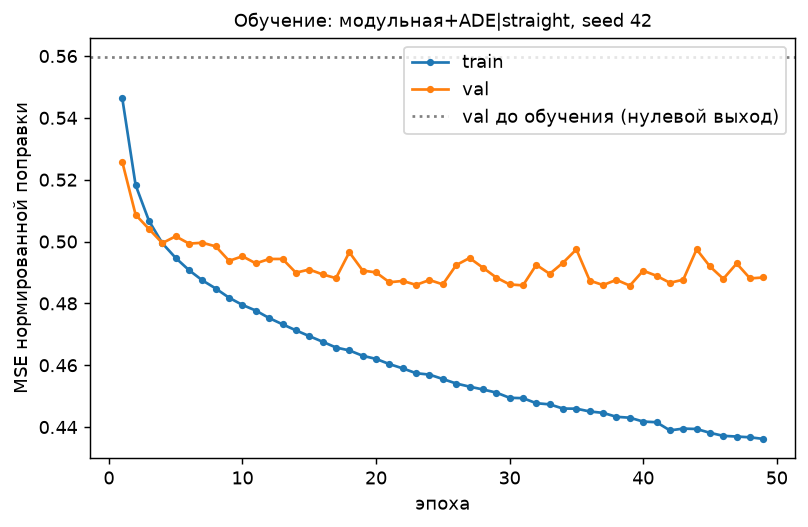 Обучение: модульная+ADE|straight, seed 42
train
val
val до обучения (нулевой выход)
MSE нормированной поправки
0.56
0.54
0.52
0.50
0.48
0.46
0.44
0
10
20
30
40
50
эпоха